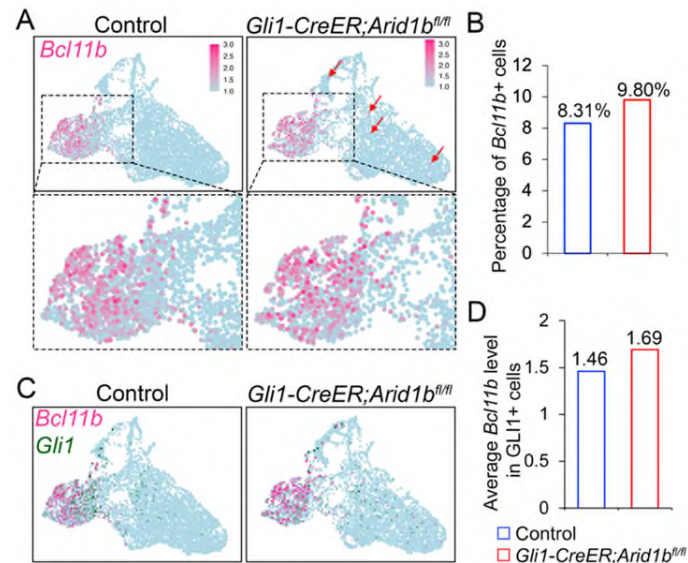 A
Control
Gli1-CreER;Arid1b^fl/fl
Bcl11b
3.0
2.5
2.0
1.5
1.0
3.0
2.5
2.0
1.5
1.0
B
Percentage of Bcl11b+ cells
12
10
8
6
4
2
0
8.31%
9.80%
C
Control
Gli1-CreER;Arid1b^fl/fl
Bcl11b
Gli1
D
Average Bcl11b level
in GLI1+ cells
2
1.5
1
0.5
0
1.46
1.69
Control
Gli1-CreER;Arid1b^fl/fl